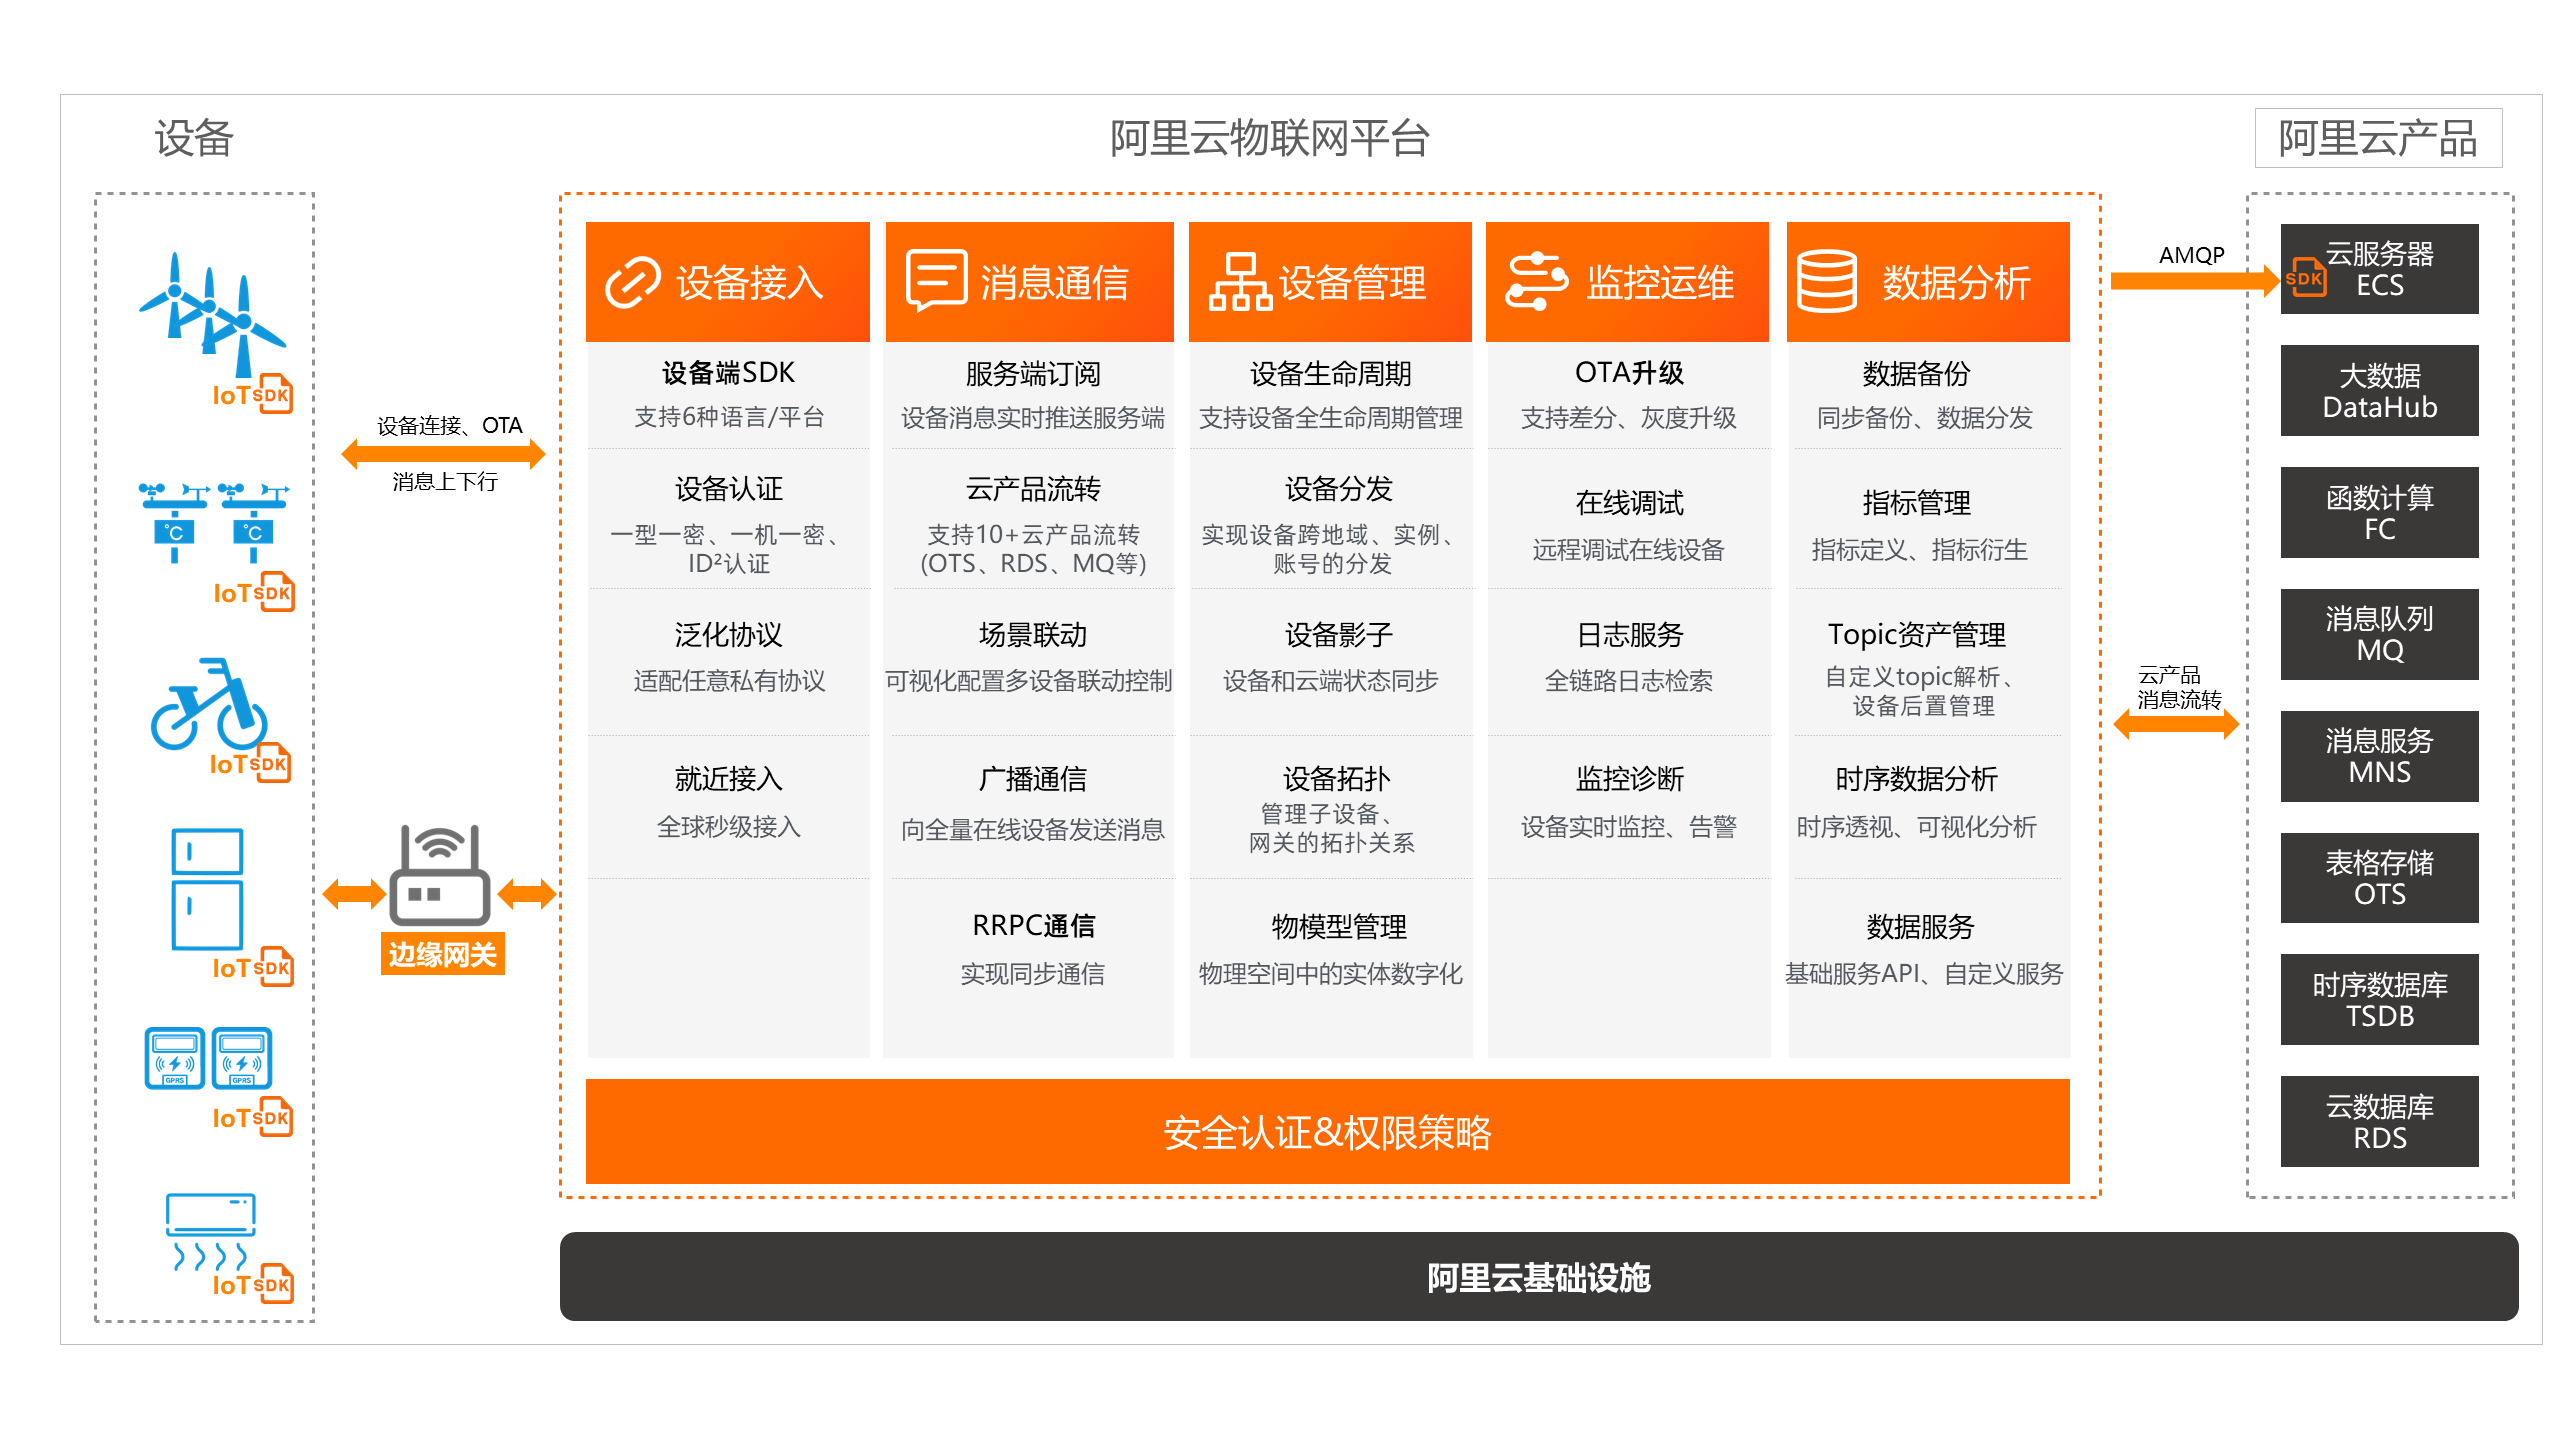 设备
阿里云物联网平台
阿里云产品
IoT SDK
IoT SDK
IoT SDK
IoT SDK
GPRS
GPRS
IoT SDK
IoT SDK
设备连接、OTA
消息上下行
边缘网关
设备接入
设备端SDK
支持6种语言/平台
设备认证
一型一密、一机一密、
ID²认证
泛化协议
适配任意私有协议
就近接入
全球秒级接入
消息通信
服务端订阅
设备消息实时推送服务端
云产品流转
支持10+云产品流转
(OTS、RDS、MQ等)
场景联动
可视化配置多设备联动控制
广播通信
向全量在线设备发送消息
RRPC通信
实现同步通信
设备管理
设备生命周期
支持设备全生命周期管理
设备分发
实现设备跨地域、实例、
账号的分发
设备影子
设备和云端状态同步
设备拓扑
管理子设备、
网关的拓扑关系
物模型管理
物理空间中的实体数字化
监控运维
OTA升级
支持差分、灰度升级
在线调试
远程调试在线设备
日志服务
全链路日志检索
监控诊断
设备实时监控、告警
数据分析
数据备份
同步备份、数据分发
指标管理
指标定义、指标衍生
Topic资产管理
自定义topic解析、
设备后置管理
时序数据分析
时序透视、可视化分析
数据服务
基础服务API、自定义服务
安全认证&权限策略
阿里云基础设施
AMQP
云产品
消息流转
SDK
云服务器
ECS
大数据
DataHub
函数计算
FC
消息队列
MQ
消息服务
MNS
表格存储
OTS
时序数据库
TSDB
云数据库
RDS
°C
°C